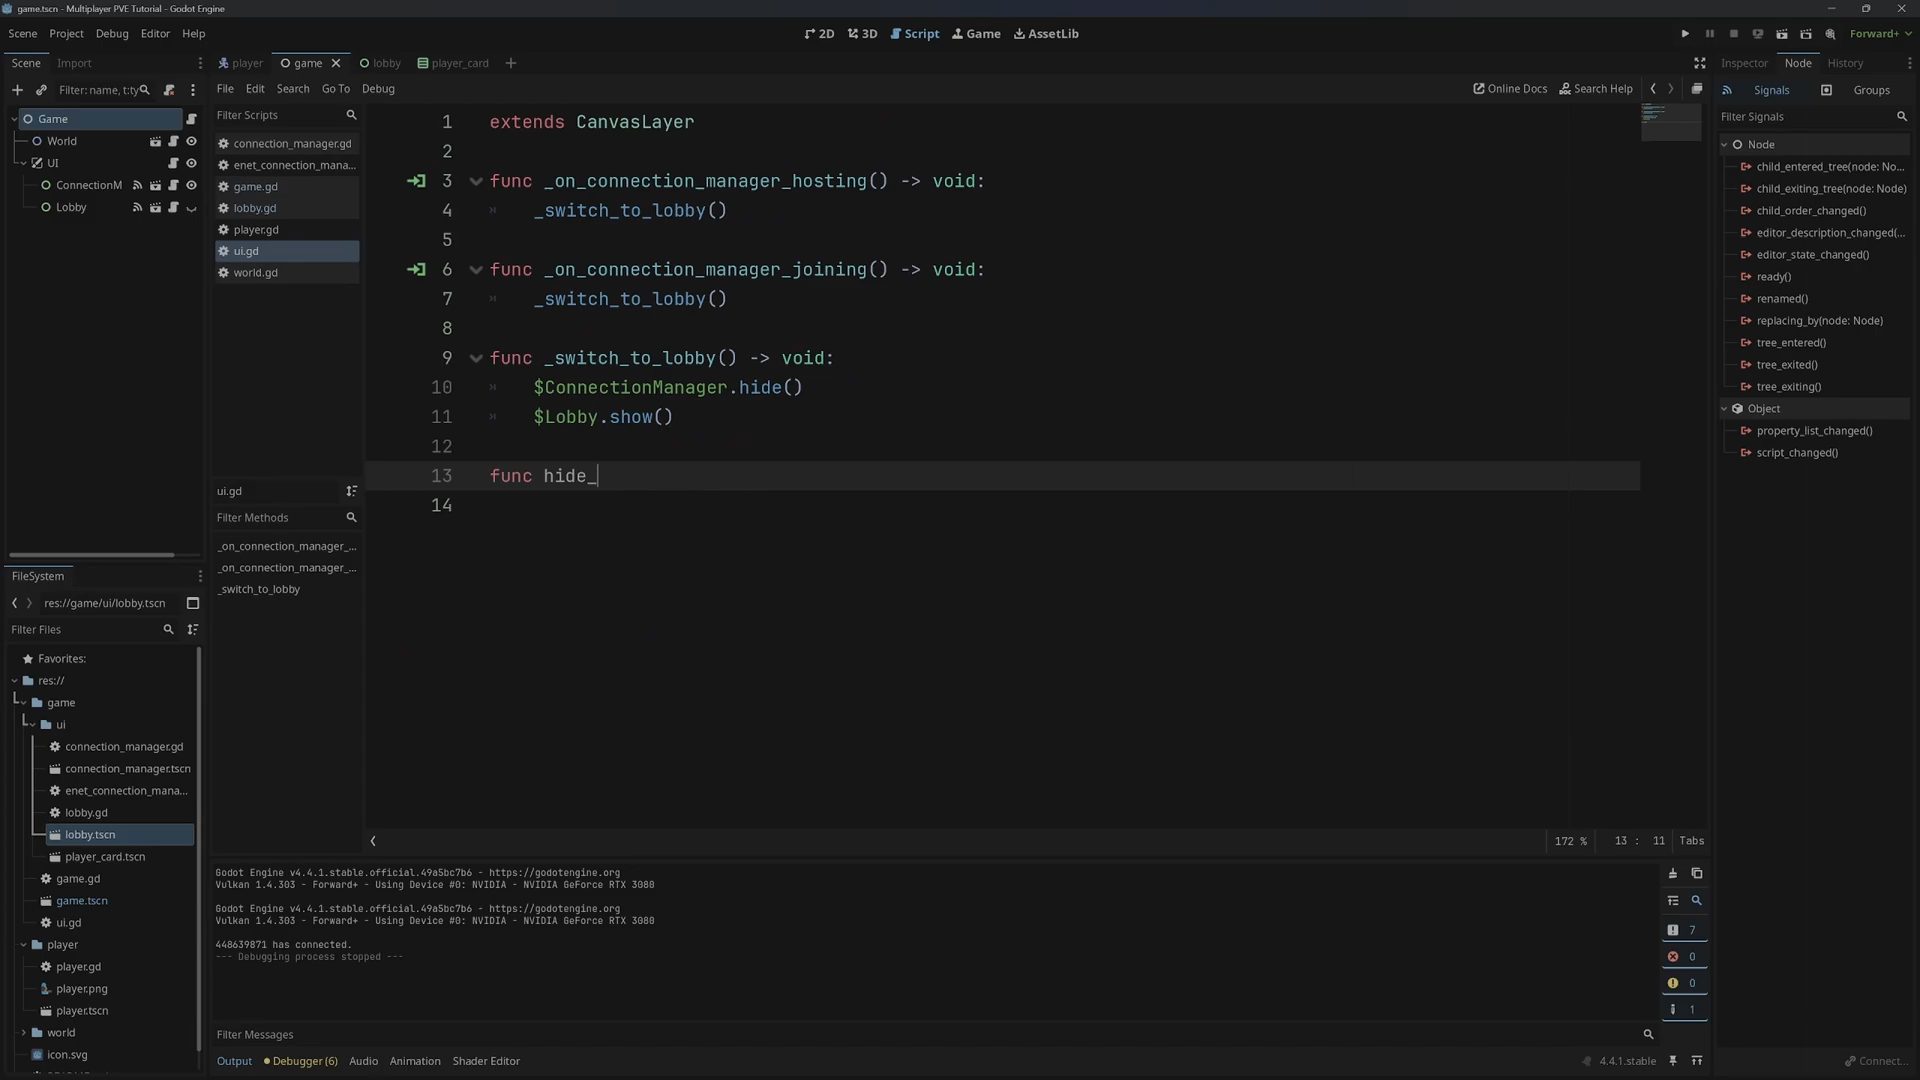 game.tscn - Multiplayer PVE Tutorial - Godot Engine
Scene Project Debug Editor Help
2D 3D Script Game AssetLib
Forward+
Scene Import
Filter: name, t:ty
Game
World
UI
ConnectionM
Lobby
player game lobby player_card
File Edit Search Go To Debug
Online Docs Search Help
Filter Scripts
connection_manager.gd
enet_connection_mana...
game.gd
lobby.gd
player.gd
ui.gd
world.gd
ui.gd
Filter Methods
_on_connection_manager_...
_on_connection_manager_...
_switch_to_lobby
1 extends CanvasLayer
2
3 func _on_connection_manager_hosting() -> void:
4 _switch_to_lobby()
5
6 func _on_connection_manager_joining() -> void:
7 _switch_to_lobby()
8
9 func _switch_to_lobby() -> void:
10 $ConnectionManager.hide()
11 $Lobby.show()
12
13 func hide_
14
172 % 13 : 11 Tabs
Inspector Node History
Signals Groups
Filter Signals
Node
child_entered_tree(node: No...
child_exiting_tree(node: Node)
child_order_changed()
editor_description_changed(...
editor_state_changed()
ready()
renamed()
replacing_by(node: Node)
tree_entered()
tree_exited()
tree_exiting()
Object
property_list_changed()
script_changed()
Connect...
FileSystem
res://game/ui/lobby.tscn
Filter Files
Favorites:
res://
game
ui
connection_manager.gd
connection_manager.tscn
enet_connection_mana...
lobby.gd
lobby.tscn
player_card.tscn
game.gd
game.tscn
ui.gd
player
player.gd
player.png
player.tscn
world
icon.svg
Godot Engine v4.4.1.stable.official.49a5bc7b6 - https://godotengine.org
Vulkan 1.4.303 - Forward+ - Using Device #0: NVIDIA - NVIDIA GeForce RTX 3080
Godot Engine v4.4.1.stable.official.49a5bc7b6 - https://godotengine.org
Vulkan 1.4.303 - Forward+ - Using Device #0: NVIDIA - NVIDIA GeForce RTX 3080
448639871 has connected.
--- Debugging process stopped ---
7
0
0
1
Filter Messages
Output Debugger (6) Audio Animation Shader Editor
4.4.1.stable